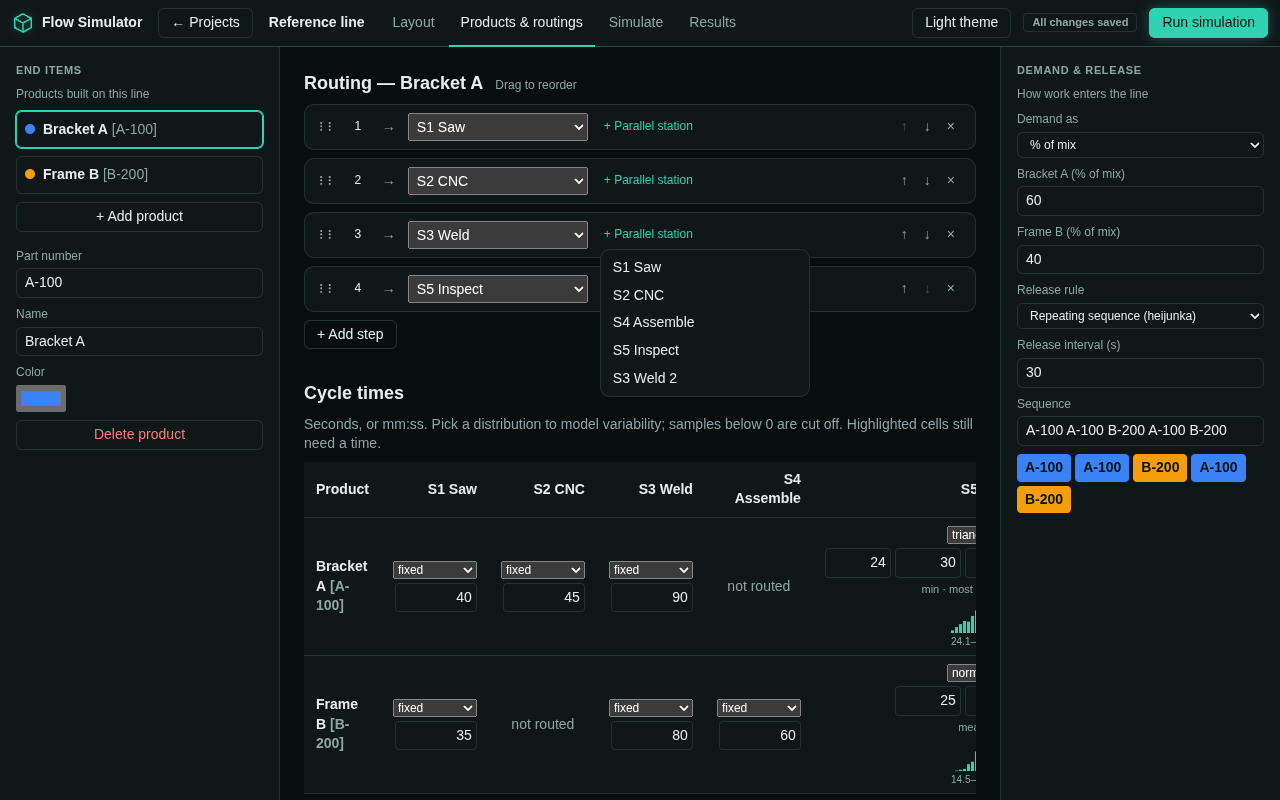 Flow Simulator
← Projects
Reference line
Layout
Products & routings
Simulate
Results
Light theme
All changes saved
Run simulation
END ITEMS
Products built on this line
Bracket A [A-100]
Frame B [B-200]
+ Add product
Part number
A-100
Name
Bracket A
Color
Delete product
Routing — Bracket A Drag to reorder
1 → S1 Saw + Parallel station ↑ ↓ ×
2 → S2 CNC + Parallel station ↑ ↓ ×
3 → S3 Weld + Parallel station ↑ ↓ ×
4 → S5 Inspect ↑ ↓ ×
S1 Saw
S2 CNC
S4 Assemble
S5 Inspect
S3 Weld 2
+ Add step
Cycle times
Seconds, or mm:ss. Pick a distribution to model variability; samples below 0 are cut off. Highlighted cells still
need a time.
Product S1 Saw S2 CNC S3 Weld S4 Assemble S5
Bracket A [A-100]
fixed 40
fixed 45
fixed 90
not routed
trian
24 30
min · most
24.1–
Frame B [B-200]
fixed 35
not routed
fixed 80
fixed 60
norm
25
mea
14.5–
DEMAND & RELEASE
How work enters the line
Demand as
% of mix
Bracket A (% of mix)
60
Frame B (% of mix)
40
Release rule
Repeating sequence (heijunka)
Release interval (s)
30
Sequence
A-100 A-100 B-200 A-100 B-200
A-100 A-100 B-200 A-100
B-200